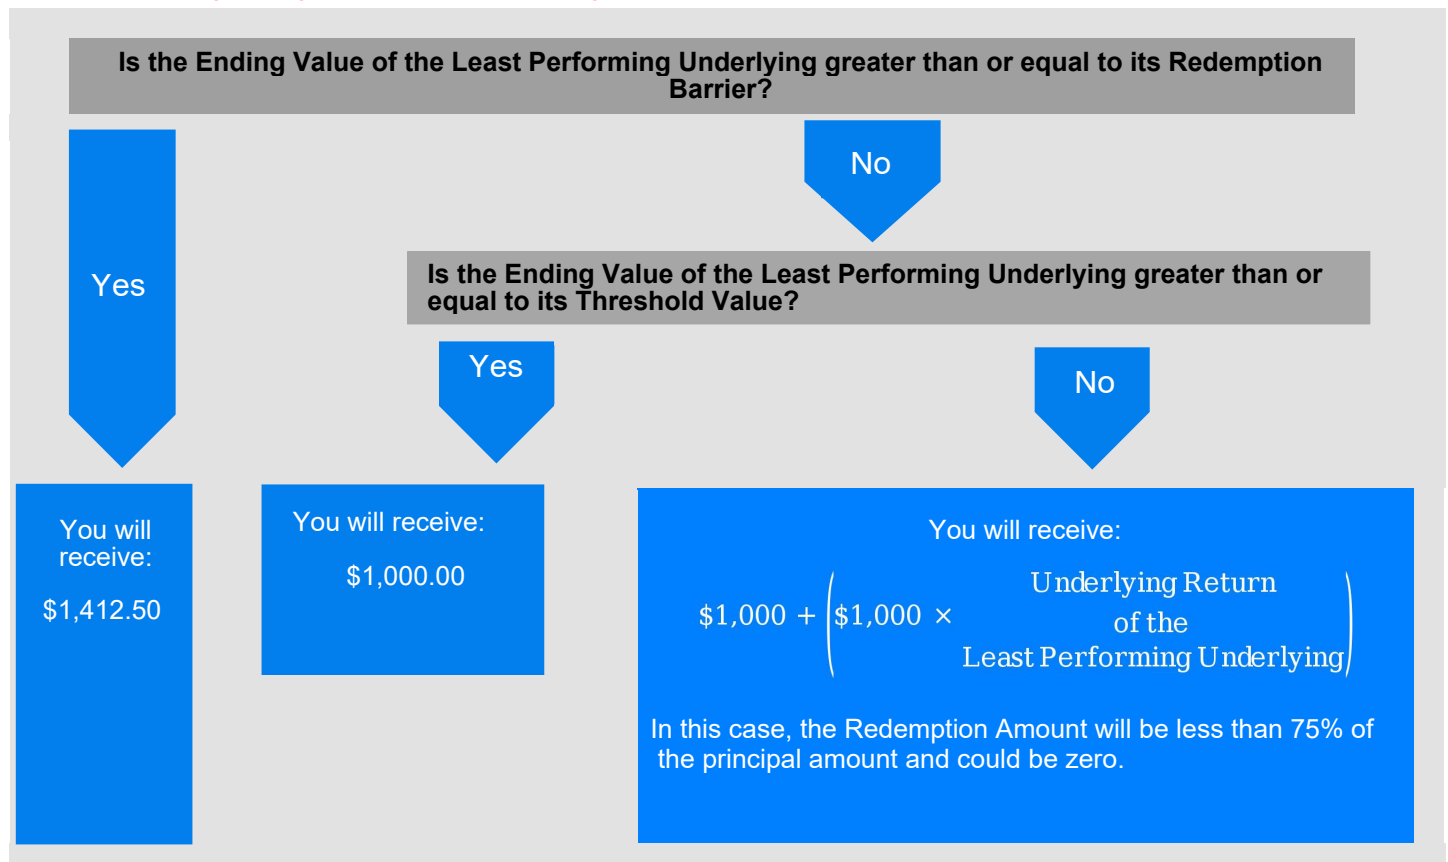 Is the Ending Value of the Least Performing Underlying greater than or equal to its Redemption
Barrier?
No
Yes
Is the Ending Value of the Least Performing Underlying greater than or
equal to its Threshold Value?
Yes
No
You will
receive:
$1,412.50
You will receive:
$1,000.00
You will receive:
$1,000 + ($1,000 × Underlying Return
of the
Least Performing Underlying)
In this case, the Redemption Amount will be less than 75% of
the principal amount and could be zero.